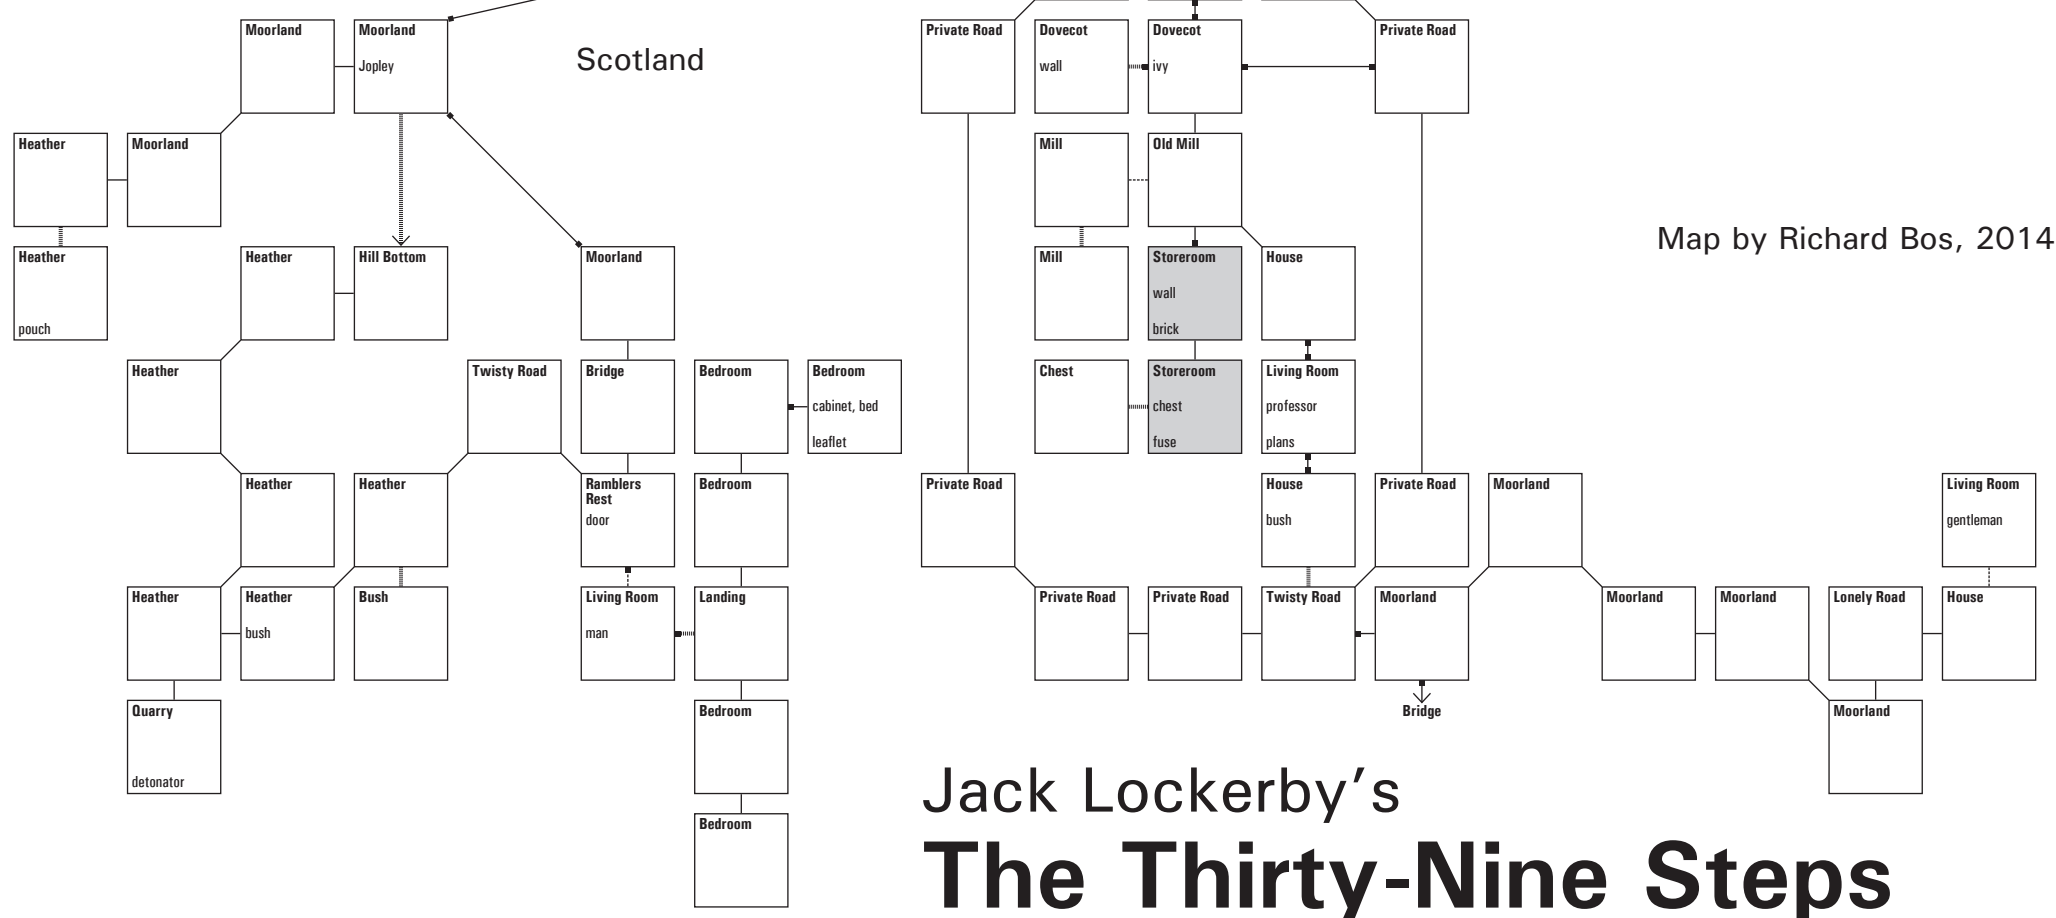 Moorland
Moorland
Jopley
Scotland
Private Road
Dovecot
wall
Dovecot
ivy
Private Road
Heather
Moorland
Mill
Old Mill
Map by Richard Bos, 2014
Heather
pouch
Heather
Hill Bottom
Moorland
Mill
Storeroom
wall
brick
House
Heather
Twisty Road
Bridge
Bedroom
Bedroom
cabinet, bed
leaflet
Chest
Storeroom
chest
fuse
Living Room
professor
plans
Heather
Heather
Ramblers
Rest
door
Bedroom
Private Road
House
bush
Private Road
Moorland
Living Room
gentleman
Heather
Heather
bush
Bush
Living Room
man
Landing
Private Road
Private Road
Twisty Road
Moorland
Moorland
Moorland
Lonely Road
House
Quarry
detonator
Bedroom
Bridge
Moorland
Bedroom
Jack Lockerby's
The Thirty-Nine Steps